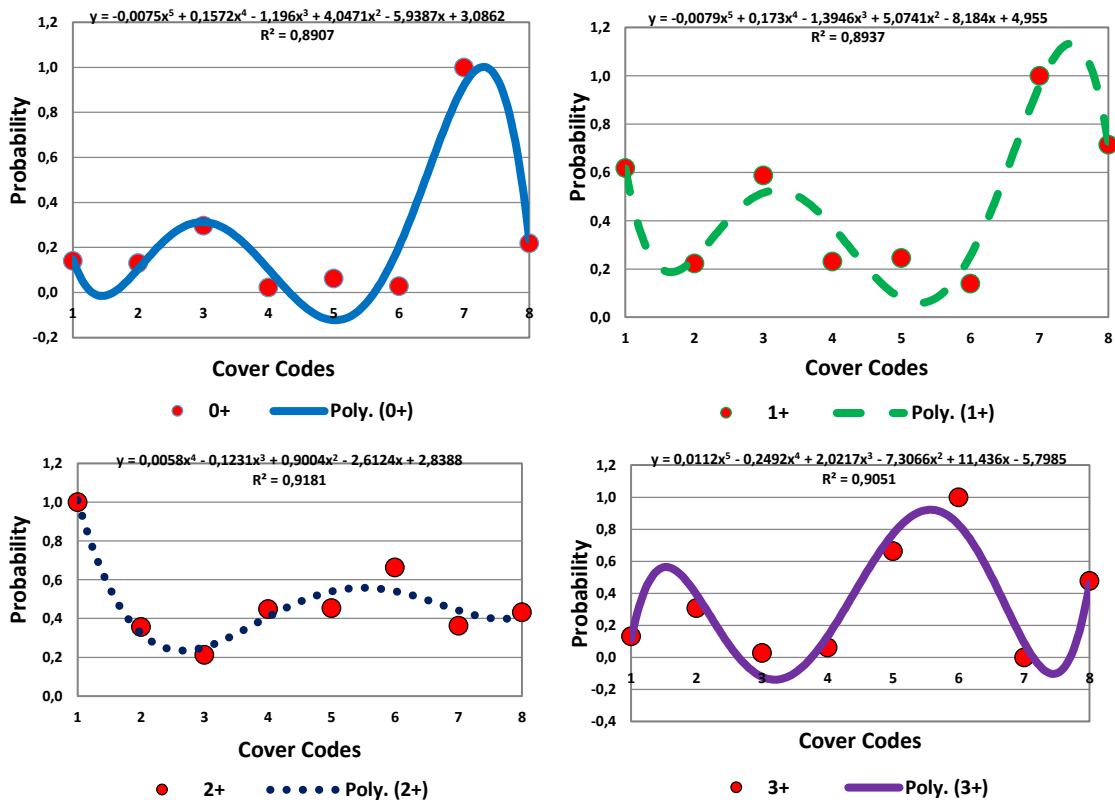 y = -0,0075x⁵ + 0,1572x⁴ - 1,196x³ + 4,0471x² - 5,9387x + 3,0862
R² = 0,8907
1,2
1,0
0,8
0,6
0,4
0,2
0,0
-0,2
Probability
1 2 3 4 5 6 7 8
Cover Codes
0+ Poly. (0+)
y = -0,0079x⁵ + 0,173x⁴ - 1,3946x³ + 5,0741x² - 8,184x + 4,955
R² = 0,8937
1,2
1,0
0,8
0,6
0,4
0,2
0,0
Probability
1 2 3 4 5 6 7 8
Cover Codes
1+ Poly. (1+)
y = 0,0058x⁴ - 0,1231x³ + 0,9004x² - 2,6124x + 2,8388
R² = 0,9181
1,2
1,0
0,8
0,6
0,4
0,2
0,0
Probability
1 2 3 4 5 6 7 8
Cover Codes
2+ Poly. (2+)
y = 0,0112x⁵ - 0,2492x⁴ + 2,0217x³ - 7,3066x² + 11,436x - 5,7985
R² = 0,9051
1,2
1,0
0,8
0,6
0,4
0,2
0,0
-0,2
-0,4
Probability
1 2 3 4 5 6 7 8
Cover Codes
3+ Poly. (3+)